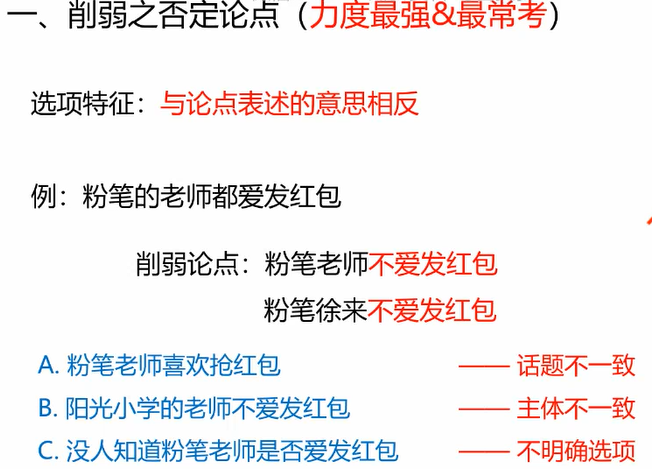 一、削弱之否定论点（力度最强&最常考）
选项特征：与论点表述的意思相反
例：粉笔的老师都爱发红包
削弱论点：粉笔老师不爱发红包
粉笔徐来不爱发红包
A. 粉笔老师喜欢抢红包 —— 话题不一致
B. 阳光小学的老师不爱发红包 —— 主体不一致
C. 没人知道粉笔老师是否爱发红包 —— 不明确选项